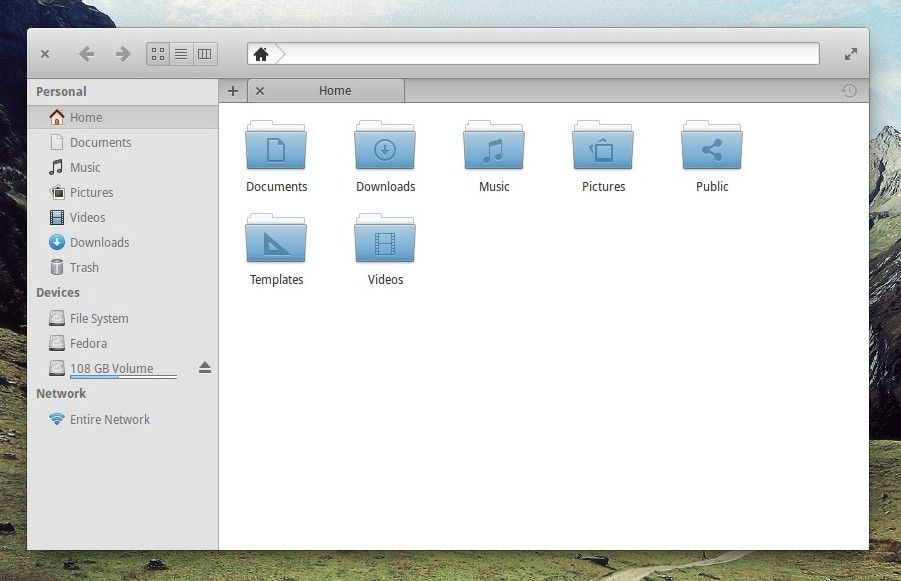 Personal
Home
Documents
Music
Pictures
Videos
Downloads
Trash
Devices
File System
Fedora
108 GB Volume
Network
Entire Network
Home
Documents Downloads Music Pictures Public
Templates Videos